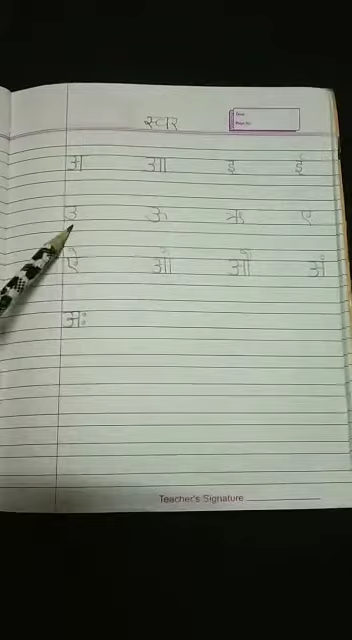 स्वर
अ आ इ ई
उ ऊ ऋ ए
ऐ ओ औ अं
अः
Teacher's Signature